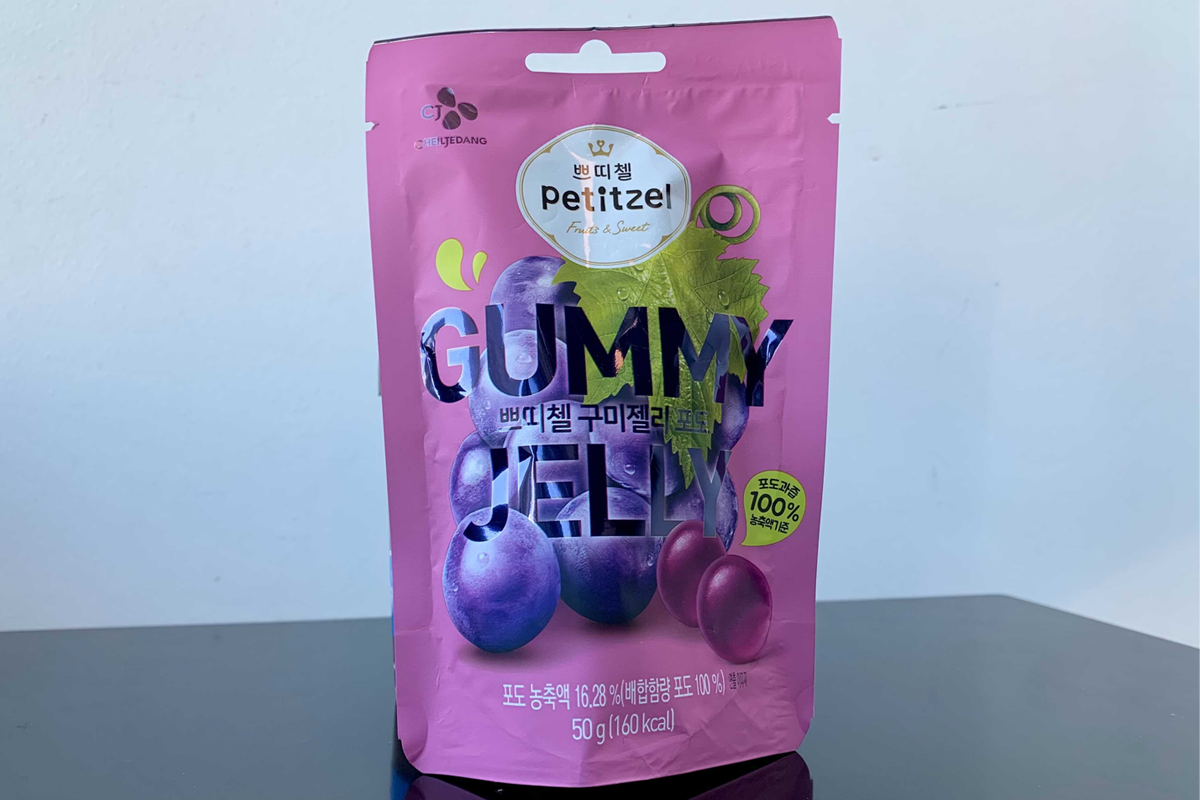 CJ
CHEILJEDANG
쁘띠첼
Petitzel
Fruits & Sweet
GUMMY
쁘띠첼 구미젤리 포도
JELLY
포도과즙
100%
농축액기준
포도 농축액 16.28 %(배합함량 포도 100 %)
50 g (160 kcal)